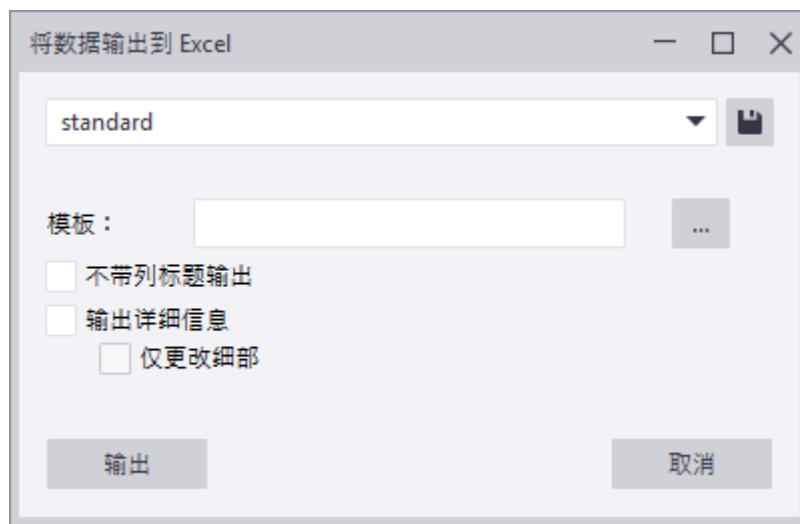 将数据输出到 Excel
standard
模板：
...
不带列标题输出
输出详细信息
仅更改细部
输出
取消